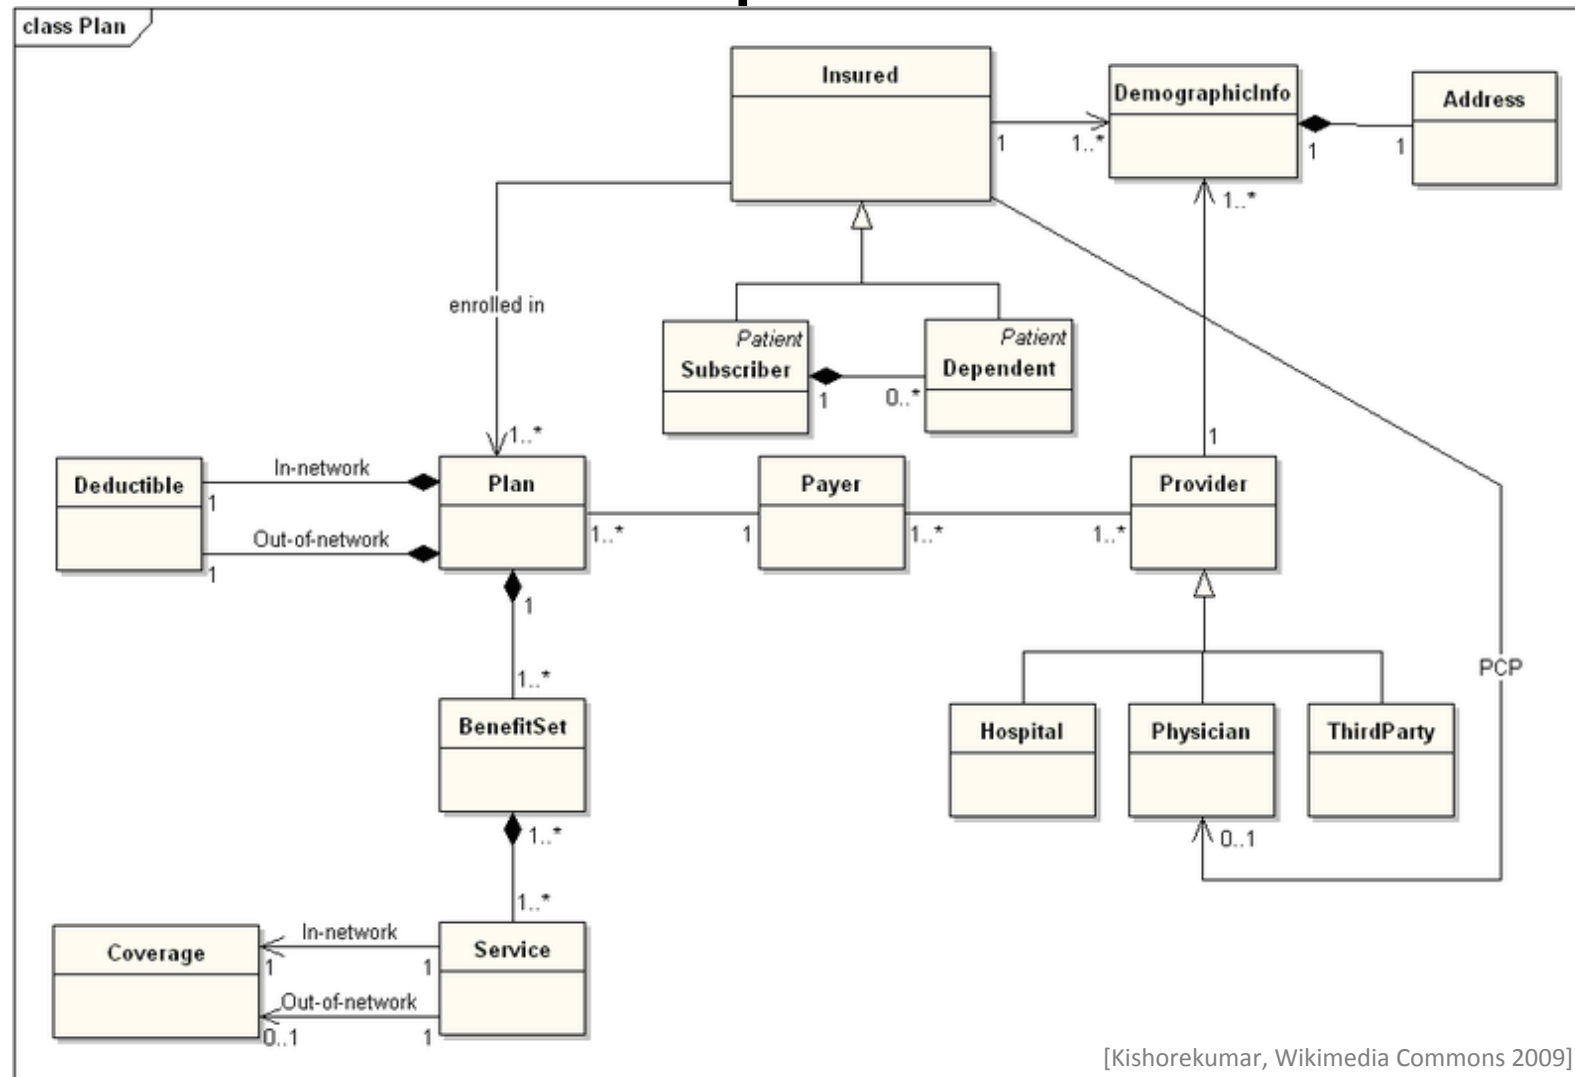 class Plan
Insured
DemographicInfo
Address
1
1..*
1
1
1..*
enrolled in
Patient
Subscriber
Patient
Dependent
1
0..*
1..*
1
Deductible
In-network
1
Out-of-network
1
Plan
Payer
Provider
1..*
1
1..*
1..*
1
1..*
PCP
BenefitSet
Hospital
Physician
ThirdParty
1..*
0..1
1..*
Coverage
In-network
1
1
Service
Out-of-network
0..1
1
[Kishorekumar, Wikimedia Commons 2009]